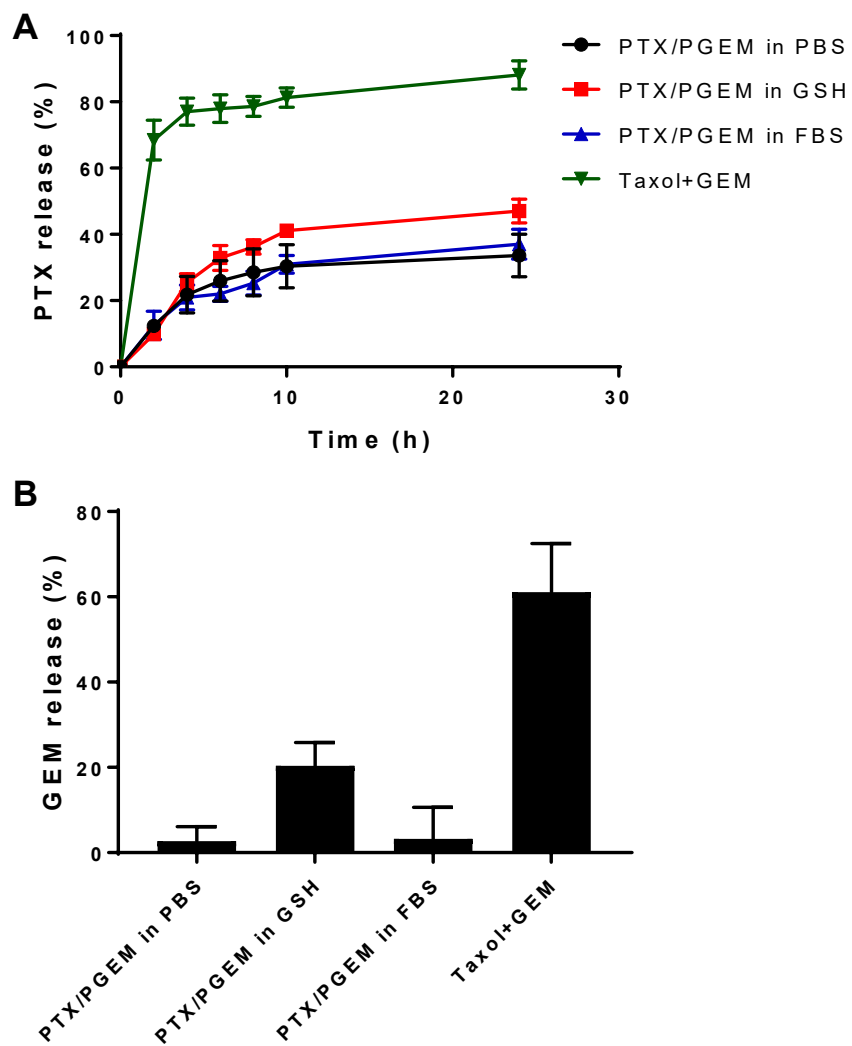 A
PTX release (%)
100
80
60
40
20
0
0
10
20
30
Time (h)
PTX/PGEM in PBS
PTX/PGEM in GSH
PTX/PGEM in FBS
Taxol+GEM
B
GEM release (%)
80
60
40
20
0
PTX/PGEM in PBS
PTX/PGEM in GSH
PTX/PGEM in FBS
Taxol+GEM